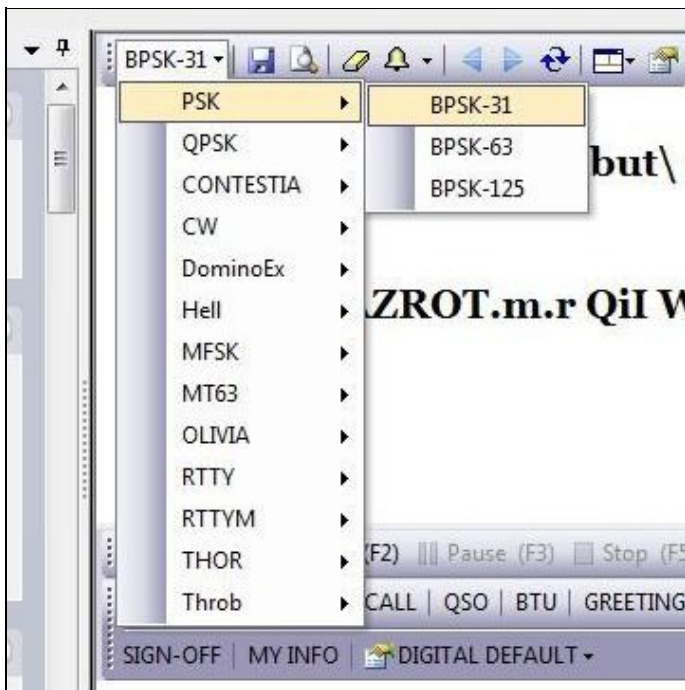 BPSK-31
PSK
BPSK-31
QPSK
BPSK-63
but\
CONTESTIA
BPSK-125
CW
DominoEx
Hell
ZROT.m.r QiI W
MFSK
MT63
OLIVIA
RTTY
RTTYM
THOR
(F2) Pause (F3) Stop (F5
Throb
CALL | QSO | BTU | GREETING
SIGN-OFF | MY INFO | DIGITAL DEFAULT